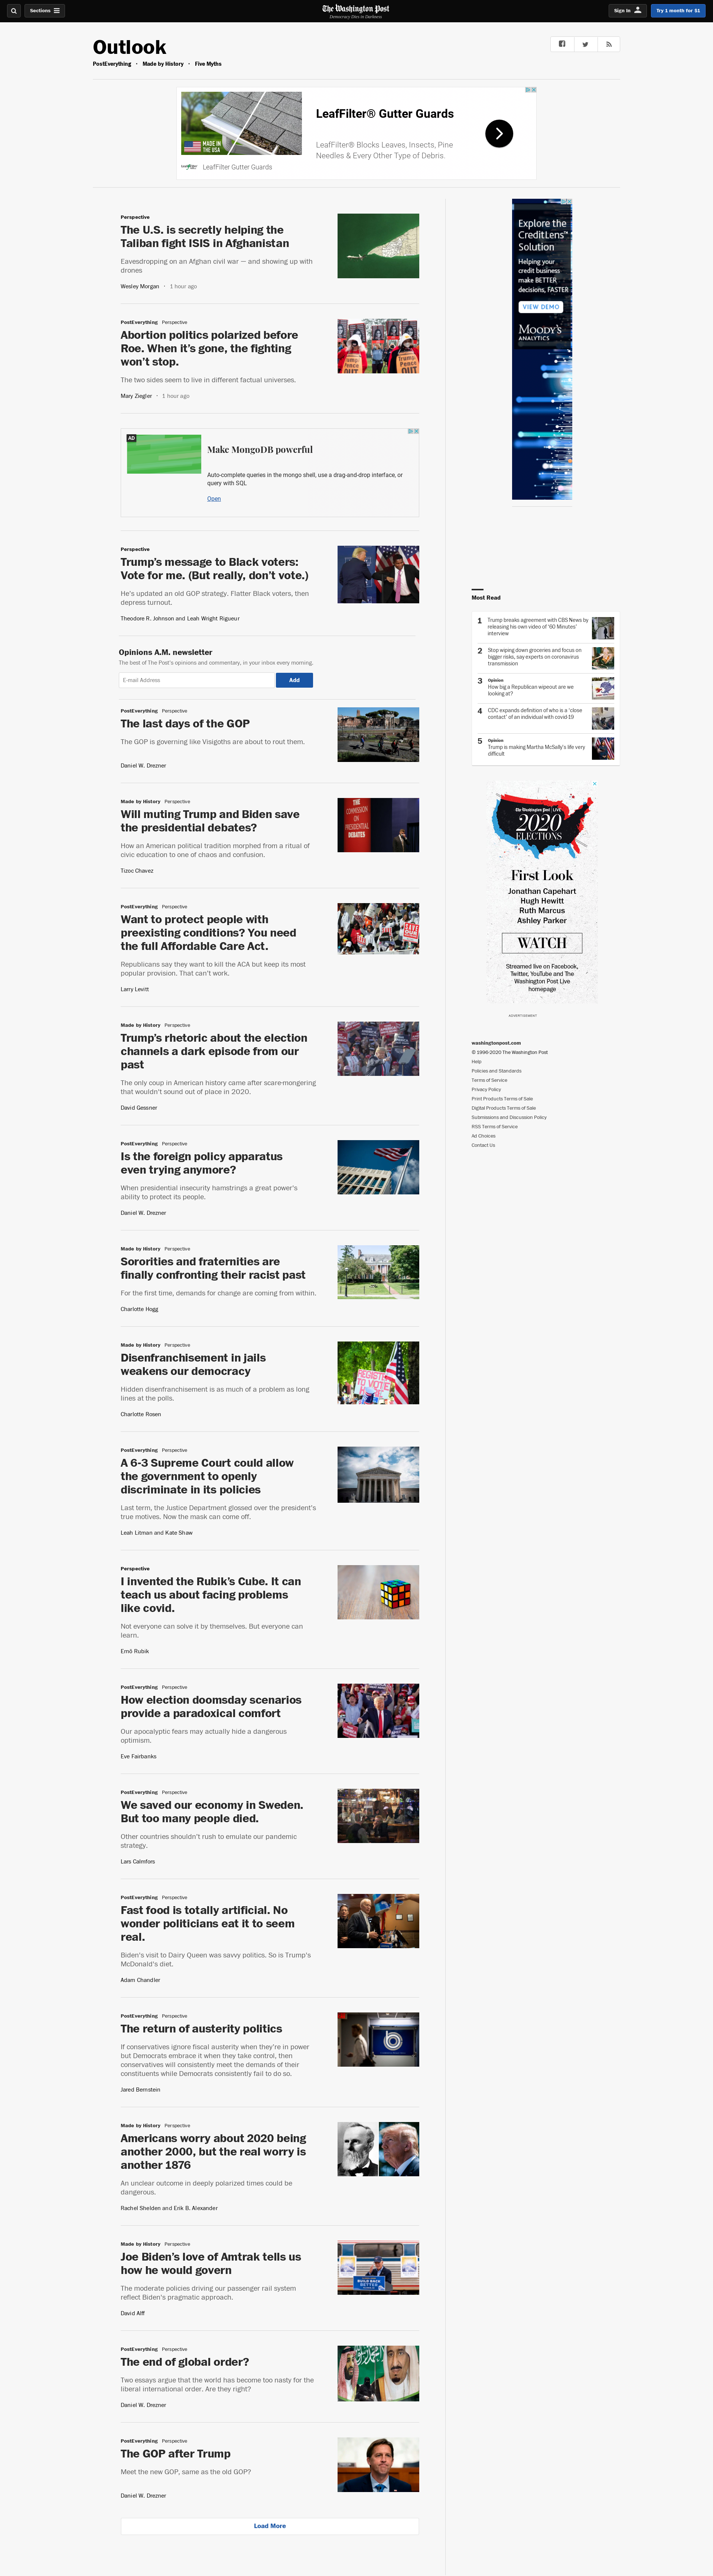 Sections
The Washington Post
Democracy Dies in Darkness
Sign In
Try 1 month for $1
Outlook
PostEverything • Made by History • Five Myths
LeafFilter® Gutter Guards
LeafFilter® Blocks Leaves, Insects, Pine
Needles & Every Other Type of Debris.
MADE IN
THE USA
LeafFilter Gutter Guards
Perspective
The U.S. is secretly helping the
Taliban fight ISIS in Afghanistan
Eavesdropping on an Afghan civil war — and showing up with
drones
Wesley Morgan • 1 hour ago
PostEverything Perspective
Abortion politics polarized before
Roe. When it’s gone, the fighting
won’t stop.
The two sides seem to live in different factual universes.
Mary Ziegler • 1 hour ago
AD
Make MongoDB powerful
Auto-complete queries in the mongo shell, use a drag-and-drop interface, or
query with SQL
Open
Perspective
Trump’s message to Black voters:
Vote for me. (But really, don’t vote.)
He’s updated an old GOP strategy. Flatter Black voters, then
depress turnout.
Theodore R. Johnson and Leah Wright Rigueur
Opinions A.M. newsletter
The best of The Post’s opinions and commentary, in your inbox every morning.
E-mail Address
Add
PostEverything Perspective
The last days of the GOP
The GOP is governing like Visigoths are about to rout them.
Daniel W. Drezner
Made by History Perspective
Will muting Trump and Biden save
the presidential debates?
How an American political tradition morphed from a ritual of
civic education to one of chaos and confusion.
Tizoc Chavez
THE
COMMISSION
ON
PRESIDENTIAL
DEBATES
PostEverything Perspective
Want to protect people with
preexisting conditions? You need
the full Affordable Care Act.
Republicans say they want to kill the ACA but keep its most
popular provision. That can’t work.
Larry Levitt
Made by History Perspective
Trump’s rhetoric about the election
channels a dark episode from our
past
The only coup in American history came after scare-mongering
that wouldn’t sound out of place in 2020.
David Gessner
PostEverything Perspective
Is the foreign policy apparatus
even trying anymore?
When presidential insecurity hamstrings a great power’s
ability to protect its people.
Daniel W. Drezner
Made by History Perspective
Sororities and fraternities are
finally confronting their racist past
For the first time, demands for change are coming from within.
Charlotte Hogg
Made by History Perspective
Disenfranchisement in jails
weakens our democracy
Hidden disenfranchisement is as much of a problem as long
lines at the polls.
Charlotte Rosen
PostEverything Perspective
A 6-3 Supreme Court could allow
the government to openly
discriminate in its policies
Last term, the Justice Department glossed over the president’s
true motives. Now the mask can come off.
Leah Litman and Kate Shaw
Perspective
I invented the Rubik’s Cube. It can
teach us about facing problems
like covid.
Not everyone can solve it by themselves. But everyone can
learn.
Ernő Rubik
PostEverything Perspective
How election doomsday scenarios
provide a paradoxical comfort
Our apocalyptic fears may actually hide a dangerous
optimism.
Eve Fairbanks
PostEverything Perspective
We saved our economy in Sweden.
But too many people died.
Other countries shouldn’t rush to emulate our pandemic
strategy.
Lars Calmfors
PostEverything Perspective
Fast food is totally artificial. No
wonder politicians eat it to seem
real.
Biden’s visit to Dairy Queen was savvy politics. So is Trump’s
McDonald’s diet.
Adam Chandler
PostEverything Perspective
The return of austerity politics
If conservatives ignore fiscal austerity when they’re in power
but Democrats embrace it when they take control, then
conservatives will consistently meet the demands of their
constituents while Democrats consistently fail to do so.
Jared Bernstein
Made by History Perspective
Americans worry about 2020 being
another 2000, but the real worry is
another 1876
An unclear outcome in deeply polarized times could be
dangerous.
Rachel Shelden and Erik B. Alexander
Made by History Perspective
Joe Biden’s love of Amtrak tells us
how he would govern
The moderate policies driving our passenger rail system
reflect Biden’s pragmatic approach.
David Alff
BUILD BACK
BETTER
PostEverything Perspective
The end of global order?
Two essays argue that the world has become too nasty for the
liberal international order. Are they right?
Daniel W. Drezner
PostEverything Perspective
The GOP after Trump
Meet the new GOP, same as the old GOP?
Daniel W. Drezner
Load More
Explore the
CreditLens™
Solution
Helping your
credit business
make BETTER
decisions, FASTER
VIEW DEMO
MOODY’S
ANALYTICS
Most Read
1 Trump breaks agreement with CBS News by
releasing his own video of ‘60 Minutes’
interview
2 Stop wiping down groceries and focus on
bigger risks, say experts on coronavirus
transmission
3 Opinion
How big a Republican wipeout are we
looking at?
4 CDC expands definition of who is a ‘close
contact’ of an individual with covid-19
5 Opinion
Trump is making Martha McSally’s life very
difficult
The Washington Post LIVE
2020
ELECTIONS
First Look
Jonathan Capehart
Hugh Hewitt
Ruth Marcus
Ashley Parker
WATCH
Streamed live on Facebook,
Twitter, YouTube and The
Washington Post Live
homepage
ADVERTISEMENT
washingtonpost.com
© 1996-2020 The Washington Post
Help
Policies and Standards
Terms of Service
Privacy Policy
Print Products Terms of Sale
Digital Products Terms of Sale
Submissions and Discussion Policy
RSS Terms of Service
Ad Choices
Contact Us